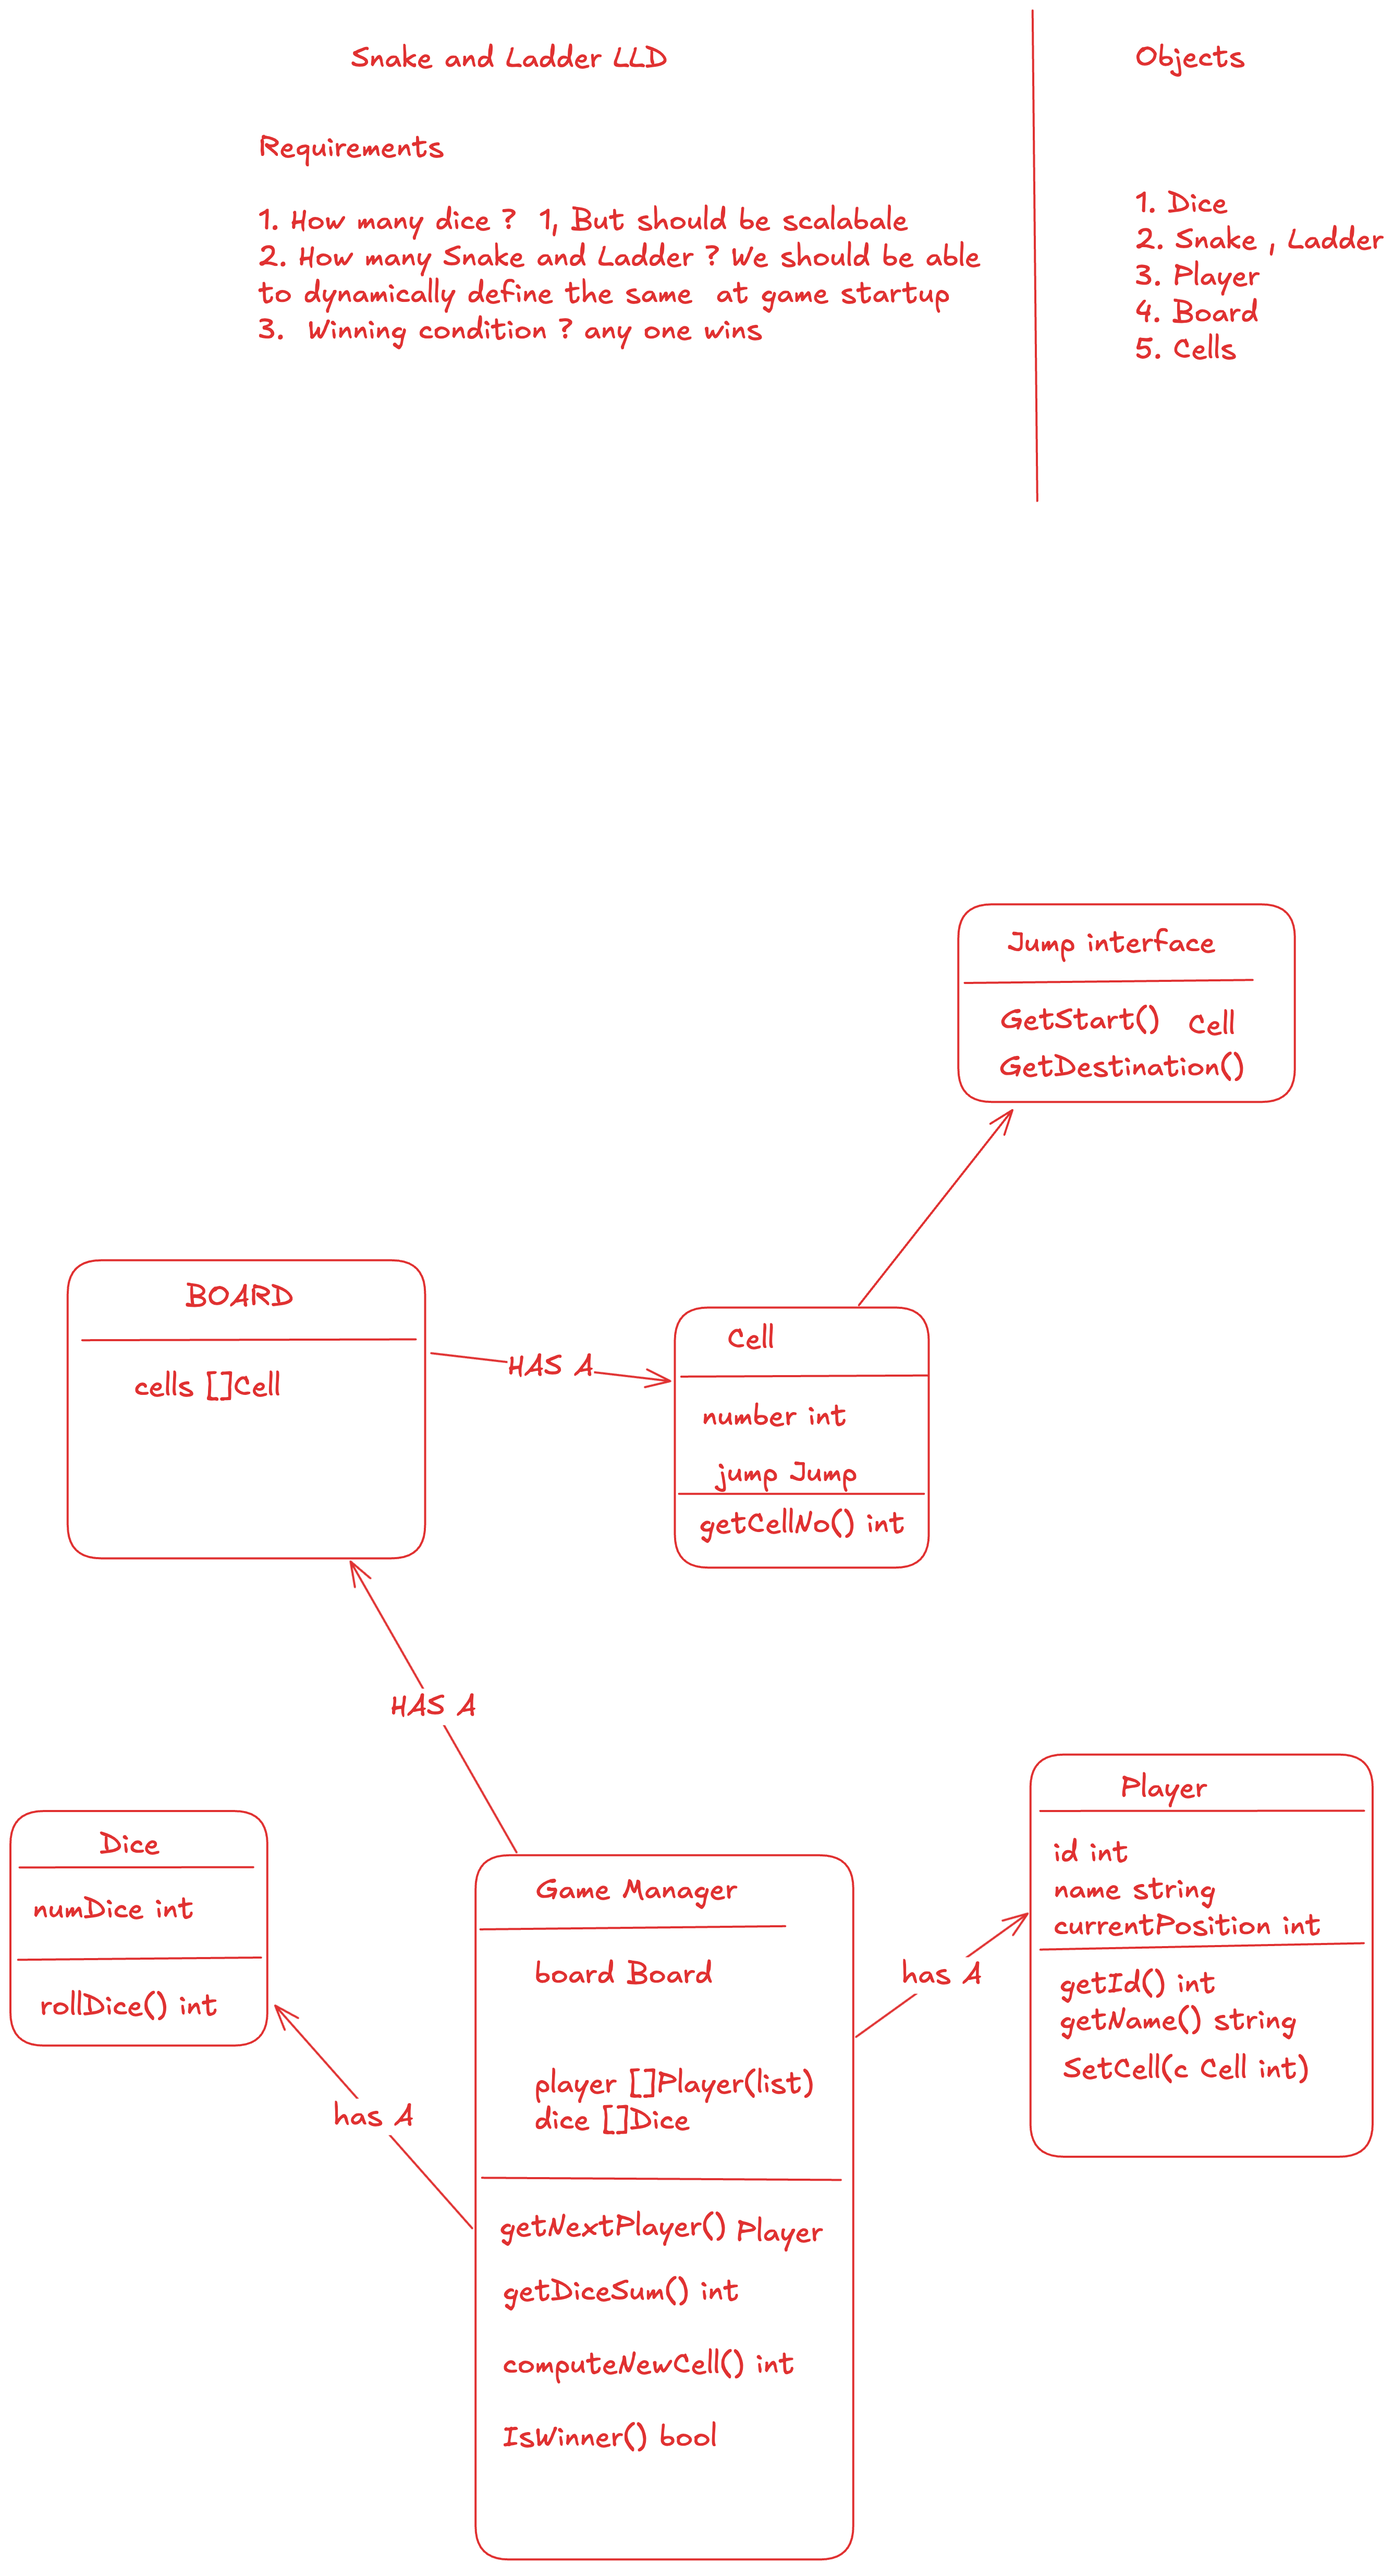 Snake and Ladder LLD
Requirements
1. How many dice ? 1, But should be scalabale
2. How many Snake and Ladder ? We should be able
to dynamically define the same at game startup
3. Winning condition ? any one wins
Objects
1. Dice
2. Snake , Ladder
3. Player
4. Board
5. Cells
Jump interface
GetStart() Cell
GetDestination()
BOARD
cells []Cell
HAS A
Cell
number int
jump Jump
getCellNo() int
HAS A
Dice
numDice int
rollDice() int
has A
Game Manager
board Board
player []Player(list)
dice []Dice
getNextPlayer() Player
getDiceSum() int
computeNewCell() int
IsWinner() bool
has A
Player
id int
name string
currentPosition int
getId() int
getName() string
SetCell(c Cell int)